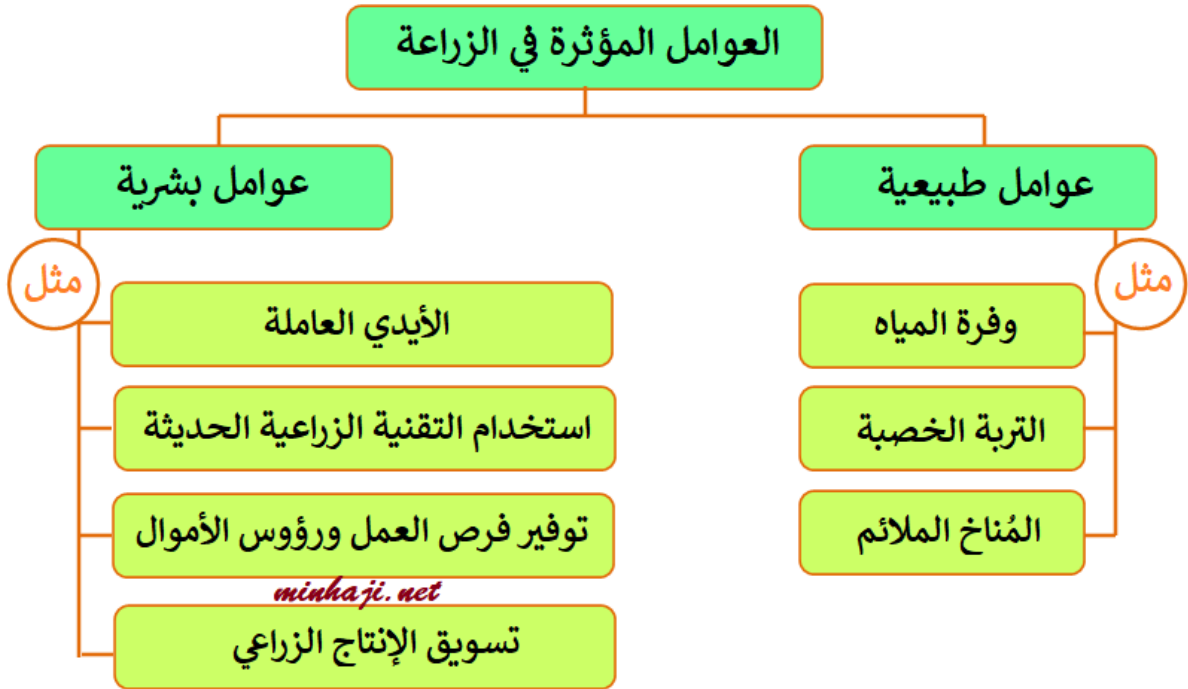 العوامل المؤثرة في الزراعة
عوامل طبيعية
مثل
وفرة المياه
التربة الخصبة
المُناخ الملائم
عوامل بشرية
مثل
الأيدي العاملة
استخدام التقنية الزراعية الحديثة
توفير فرص العمل ورؤوس الأموال
minhaji.net
تسويق الإنتاج الزراعي